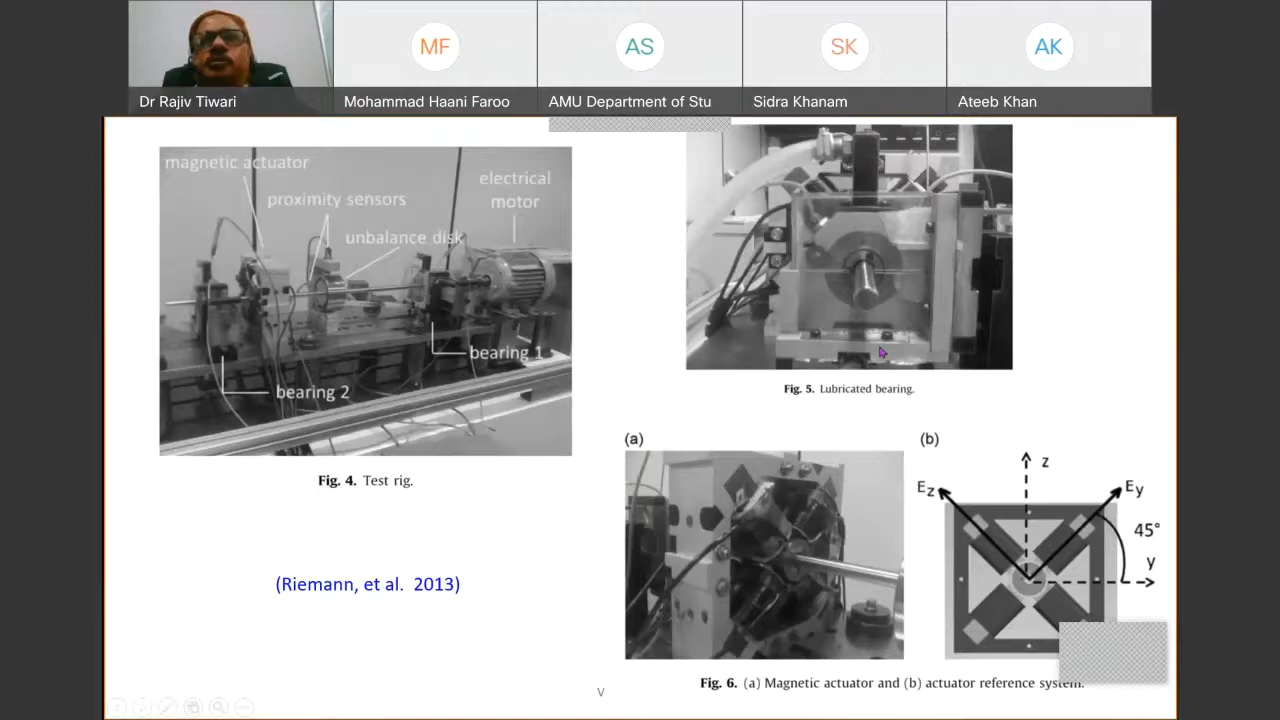 MF
AS
SK
AK
Dr Rajiv Tiwari
Mohammad Haani Faroo
AMU Department of Stu
Sidra Khanam
Ateeb Khan
magnetic actuator
proximity sensors
electrical
motor
unbalance disk
bearing 1
bearing 2
Fig. 4. Test rig.
(Riemann, et al. 2013)
Fig. 5. Lubricated bearing.
(a)
(b)
z
Ez
Ey
45°
y
Fig. 6. (a) Magnetic actuator and (b) actuator reference system.
V